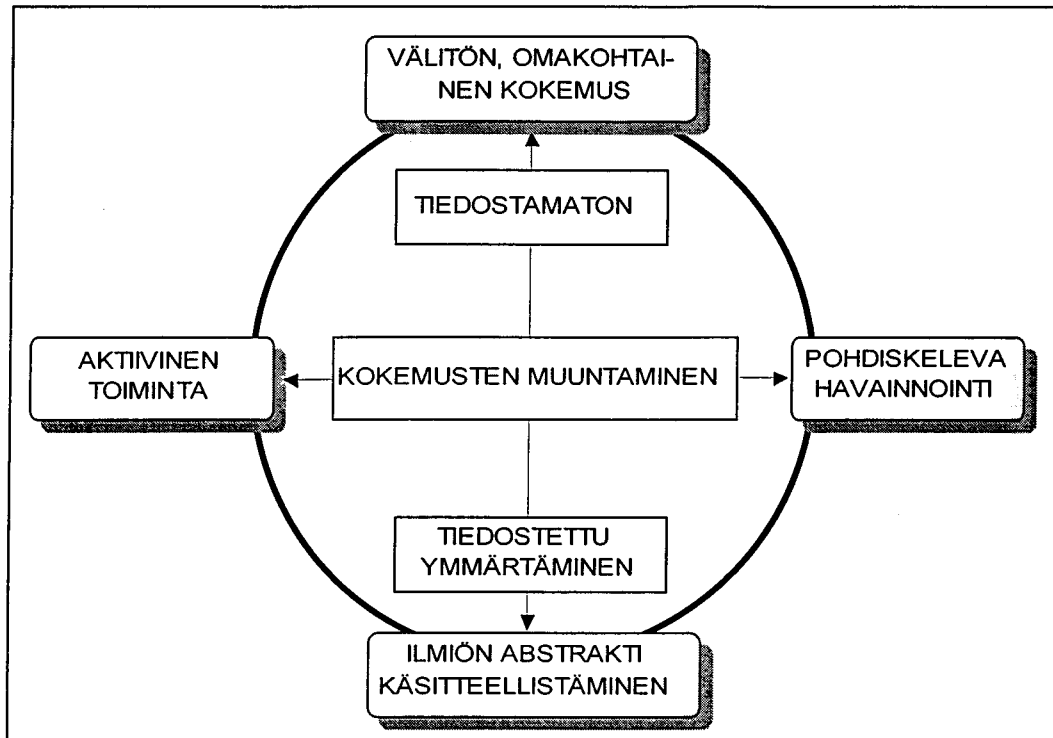 VÄLITÖN, OMAKOHTAI-
NEN KOKEMUS
TIEDOSTAMATON
AKTIIVINEN
TOIMINTA
KOKEMUSTEN MUUNTAMINEN
POHDISKELEVA
HAVAINNOINTI
TIEDOSTETTU
YMMÄRTÄMINEN
ILMIÖN ABSTRAKTI
KÄSITTEELLISTÄMINEN